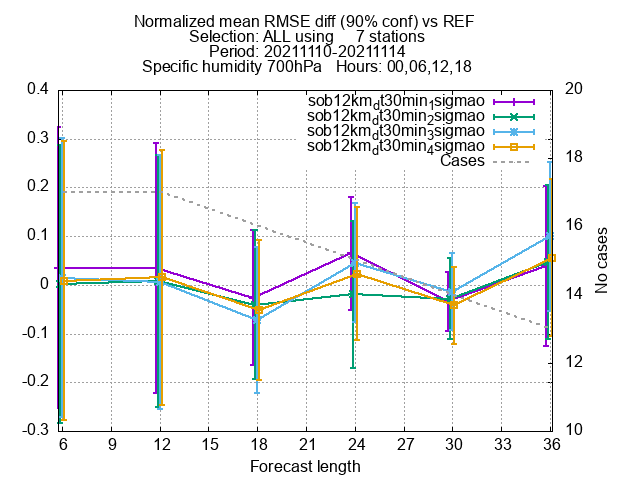 Normalized mean RMSE diff (90% conf) vs REF
Selection: ALL using 7 stations
Period: 20211110-20211114
Specific humidity 700hPa Hours: 00,06,12,18
0.4
0.3
0.2
0.1
0
-0.1
-0.2
-0.3
20
18
16
14
12
10
sob12km_dt30min_1sigmao
sob12km_dt30min_2sigmao
sob12km_dt30min_3sigmao
sob12km_dt30min_4sigmao
Cases
No cases
6 9 12 15 18 21 24 27 30 33 36
Forecast length